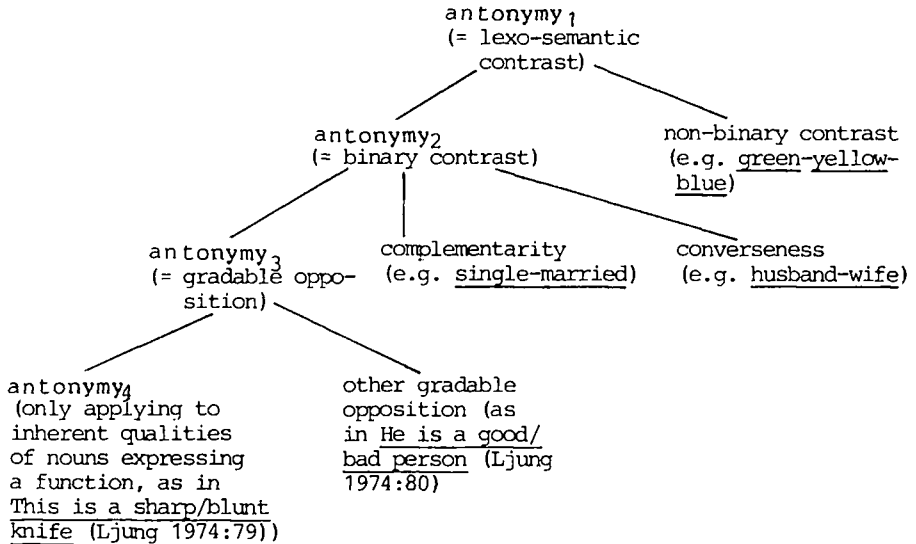 antonymy₁
(= lexo-semantic
contrast)
antonymy₂
(= binary contrast)
non-binary contrast
(e.g. green-yellow-
blue)
antonymy₃
(= gradable oppo-
sition)
complementarity
(e.g. single-married)
converseness
(e.g. husband-wife)
antonymy₄
(only applying to
inherent qualities
of nouns expressing
a function, as in
This is a sharp/blunt
knife (Ljung 1974:79))
other gradable
opposition (as
in He is a good/
bad person (Ljung
1974:80)